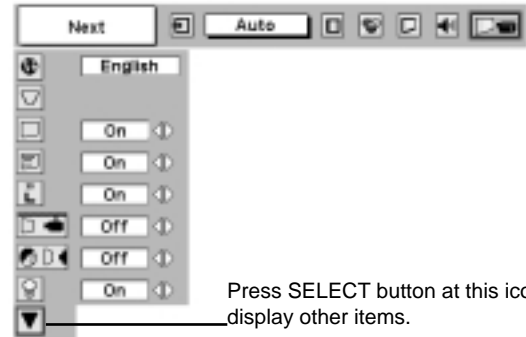 Next
Auto
English
On
On
On
Off
Off
On
Press SELECT button at this ico
display other items.